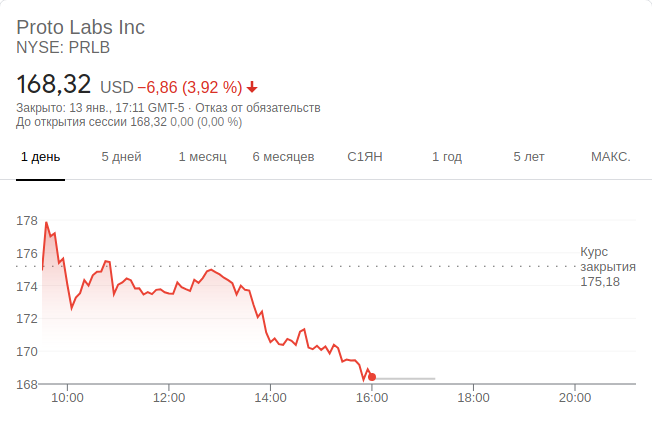 Proto Labs Inc
NYSE: PRLB
168,32 USD −6,86 (3,92 %)
Закрыто: 13 янв., 17:11 GMT-5 · Отказ от обязательств
До открытия сессии 168,32 0,00 (0,00 %)
1 день 5 дней 1 месяц 6 месяцев С1ЯН 1 год 5 лет МАКС.
178
176
174
172
170
168
Курс
закрытия
175,18
10:00 12:00 14:00 16:00 18:00 20:00